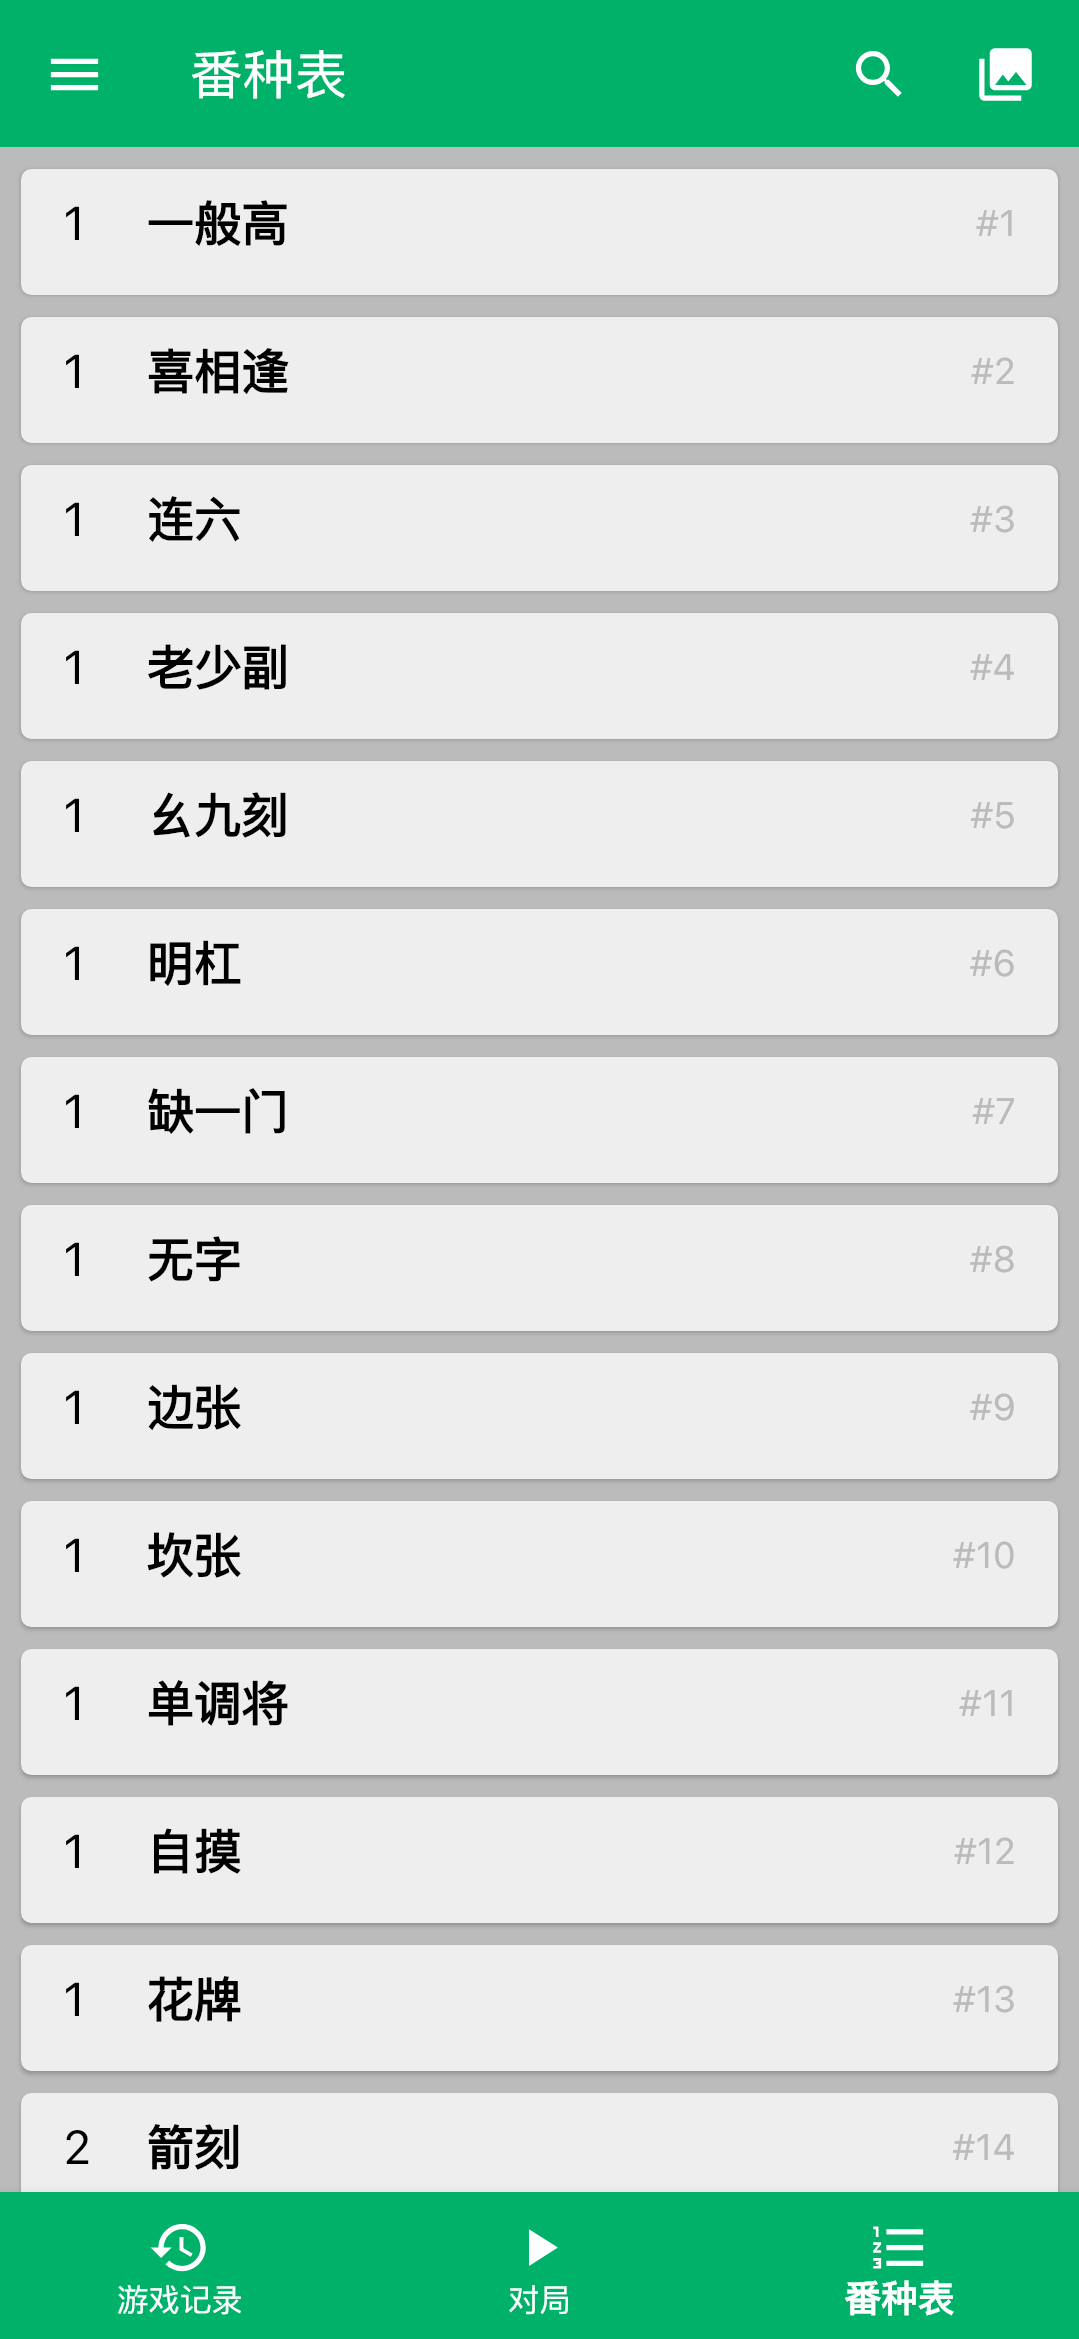 番种表
1 一般高 #1
1 喜相逢 #2
1 连六 #3
1 老少副 #4
1 幺九刻 #5
1 明杠 #6
1 缺一门 #7
1 无字 #8
1 边张 #9
1 坎张 #10
1 单调将 #11
1 自摸 #12
1 花牌 #13
2 箭刻 #14
游戏记录 对局 番种表